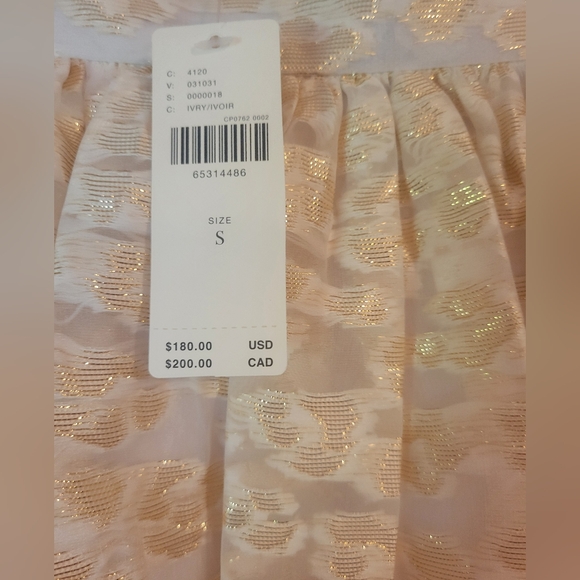 C: 4120
V: 031031
S: 0000018
C: IVRY/IVOIR
CP0762 0002
65314486
SIZE
S
$180.00 USD
$200.00 CAD